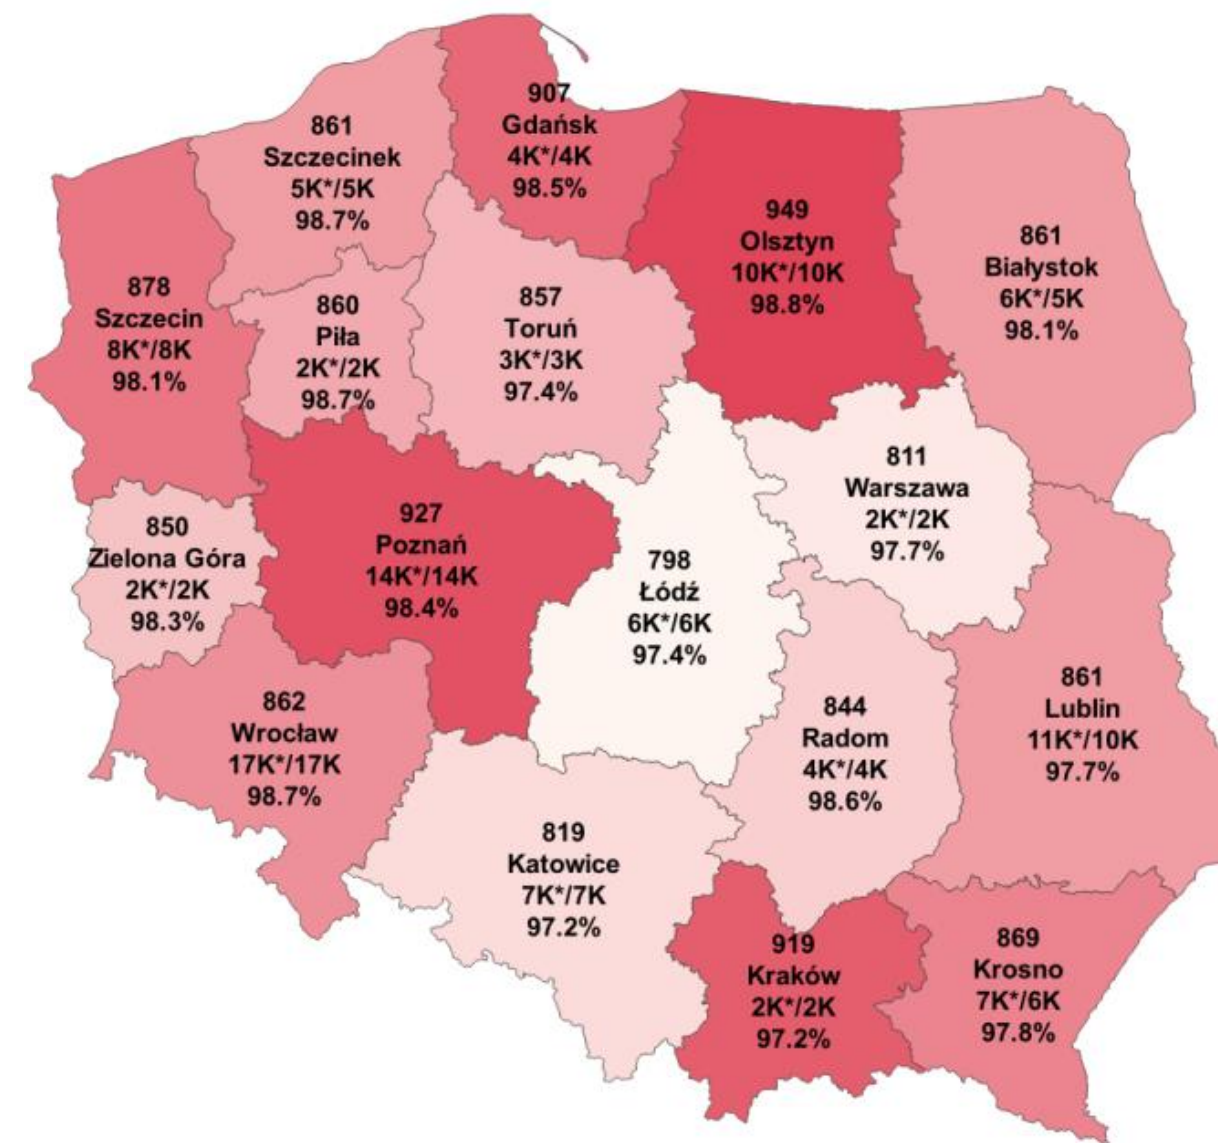 907
Gdańsk
4K*/4K
98.5%
861
Szczecinek
5K*/5K
98.7%
949
Olsztyn
10K*/10K
98.8%
861
Białystok
6K*/5K
98.1%
878
Szczecin
8K*/8K
98.1%
860
Piła
2K*/2K
98.7%
857
Toruń
3K*/3K
97.4%
811
Warszawa
2K*/2K
97.7%
850
Zielona Góra
2K*/2K
98.3%
927
Poznań
14K*/14K
98.4%
798
Łódź
6K*/6K
97.4%
862
Wrocław
17K*/17K
98.7%
844
Radom
4K*/4K
98.6%
861
Lublin
11K*/10K
97.7%
819
Katowice
7K*/7K
97.2%
919
Kraków
2K*/2K
97.2%
869
Krosno
7K*/6K
97.8%